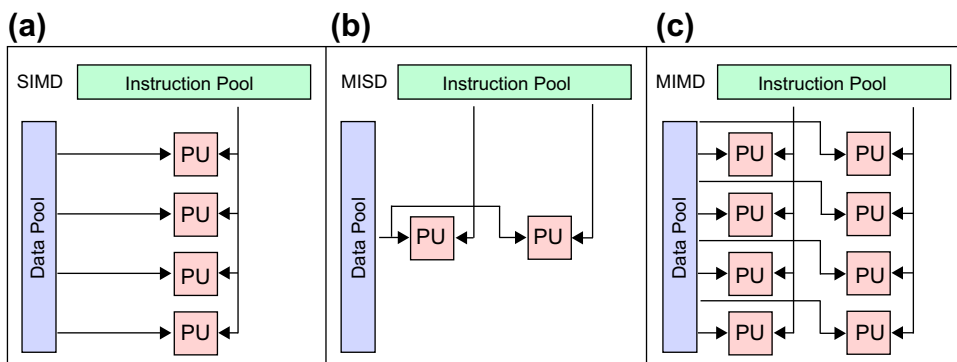 (a)
SIMD
Instruction Pool
Data Pool
PU
PU
PU
PU
(b)
MISD
Instruction Pool
Data Pool
PU
PU
(c)
MIMD
Instruction Pool
Data Pool
PU
PU
PU
PU
PU
PU
PU
PU